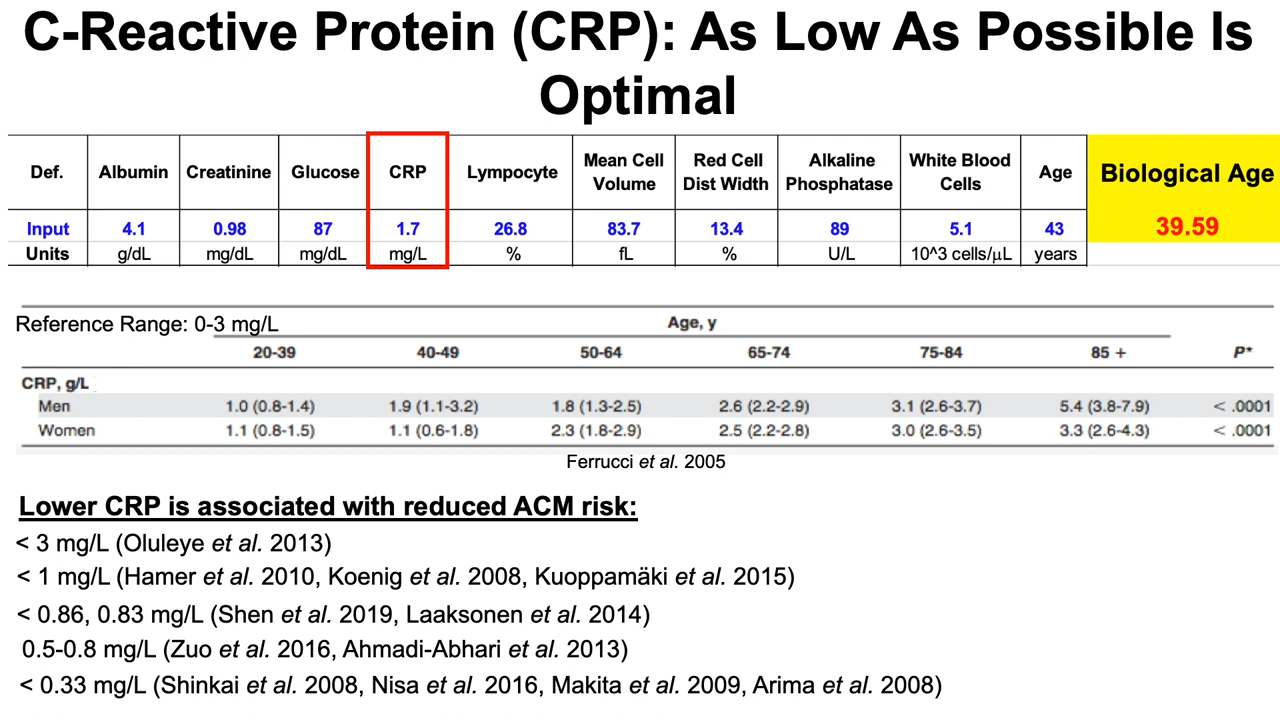 C-Reactive Protein (CRP): As Low As Possible Is
Optimal
Def. Albumin Creatinine Glucose CRP Lympocyte Mean Cell Volume Red Cell Dist Width Alkaline Phosphatase White Blood Cells Age Biological Age
Input 4.1 0.98 87 1.7 26.8 83.7 13.4 89 5.1 43 39.59
Units g/dL mg/dL mg/dL mg/L % fL % U/L 10^3 cells/μL years
Reference Range: 0-3 mg/L Age, y
20-39 40-49 50-64 65-74 75-84 85 + P*
CRP, g/L
Men 1.0 (0.8-1.4) 1.9 (1.1-3.2) 1.8 (1.3-2.5) 2.6 (2.2-2.9) 3.1 (2.6-3.7) 5.4 (3.8-7.9) < .0001
Women 1.1 (0.8-1.5) 1.1 (0.6-1.8) 2.3 (1.8-2.9) 2.5 (2.2-2.8) 3.0 (2.6-3.5) 3.3 (2.6-4.3) < .0001
Ferrucci et al. 2005
Lower CRP is associated with reduced ACM risk:
< 3 mg/L (Oluleye et al. 2013)
< 1 mg/L (Hamer et al. 2010, Koenig et al. 2008, Kuoppamäki et al. 2015)
< 0.86, 0.83 mg/L (Shen et al. 2019, Laaksonen et al. 2014)
0.5-0.8 mg/L (Zuo et al. 2016, Ahmadi-Abhari et al. 2013)
< 0.33 mg/L (Shinkai et al. 2008, Nisa et al. 2016, Makita et al. 2009, Arima et al. 2008)